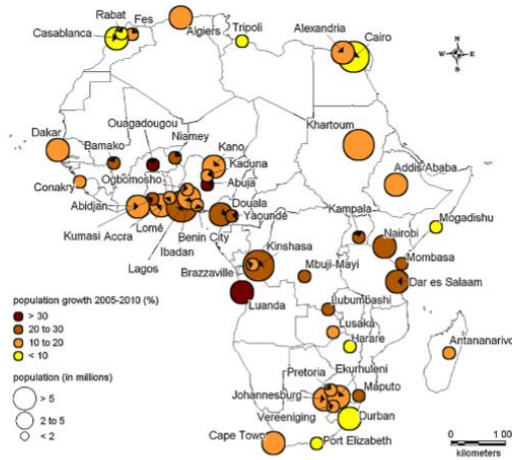 Rabat
Fes
Casablanca
Algiers
Tripoli
Alexandria
Cairo
N
W
E
S
Dakar
Ouagadougou
Bamako
Niamey
Kano
Kaduna
Khartoum
Ogbomosho
Conakry
Abuja
Addis Ababa
Abidjan
Douala
Kampala
Mogadishu
Kumasi Accra
Yaoundé
Lomé
Benin City
Kinshasa
Nairobi
Ibadan
Lagos
Brazzaville
Mbuji-Mayi
Mombasa
Dar es Salaam
Luanda
Lubumbashi
Lusaka
Harare
Antananarivo
Pretoria
Ekurhuleni
Johannesburg
Maputo
Vereeniging
Durban
Cape Town
Port Elizabeth
population growth 2005-2010 (%)
> 30
20 to 30
10 to 20
< 10
population (in millions)
> 5
2 to 5
< 2
0
kilometers